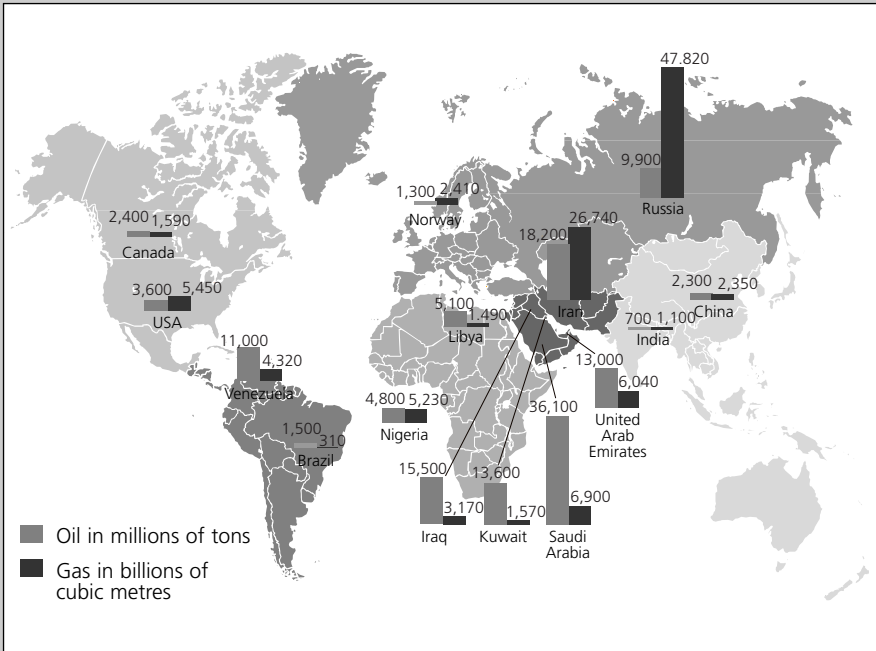 47.820
9,900
Russia
1,300 2,410
Norway
2,400 1,590
Canada
18,200 26,740
Iran
3,600 5,450
USA
2,300 2,350
China
5,100 1.490
Libya
700 1,100
India
11,000
4,320
Venezuela
13,000
6,040
United
Arab
Emirates
4,800 5,230
Nigeria
36,100
6,900
Saudi
Arabia
1,500 310
Brazil
15,500
3,170
Iraq
13,600
1,570
Kuwait
Oil in millions of tons
Gas in billions of
cubic metres